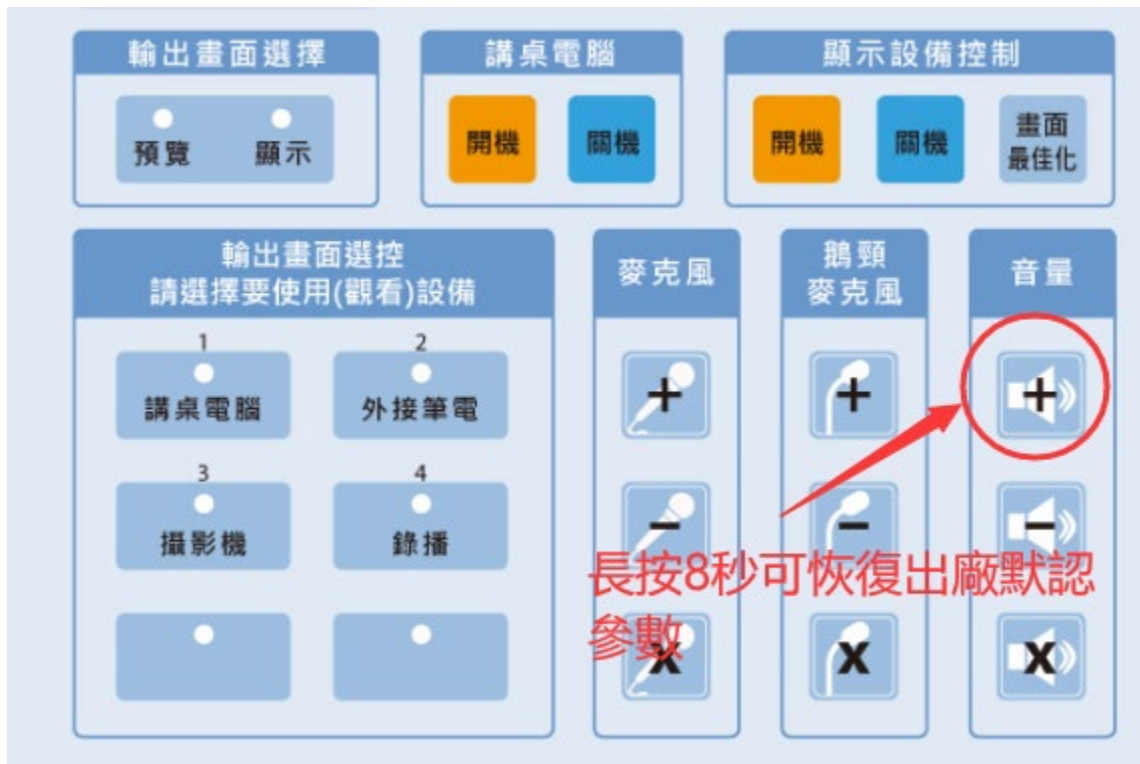 輸出畫面選擇
預覽 顯示
講桌電腦
開機 關機
顯示設備控制
開機 關機 畫面
最佳化
輸出畫面選控
請選擇要使用(觀看)設備
1 2
講桌電腦 外接筆電
3 4
攝影機 錄播
麥克風
+
−
x
鵝頸
麥克風
+
−
x
音量
+
−
x
長按8秒可恢復出廠默認
參數